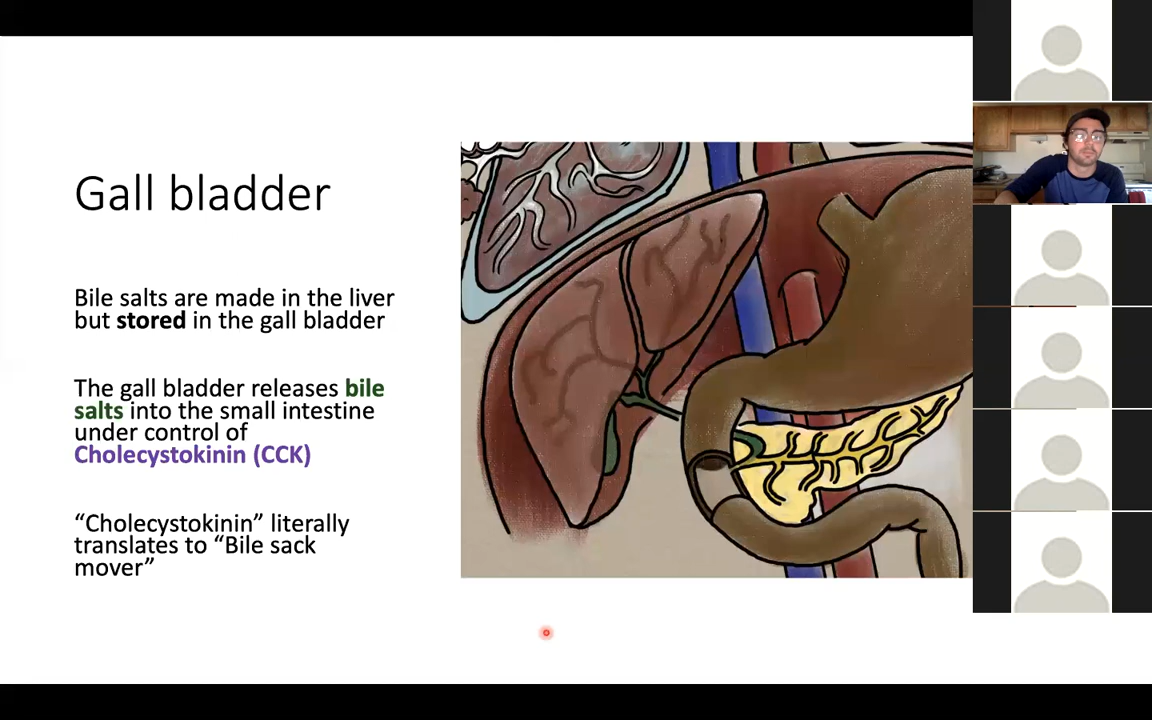 Gall bladder
Bile salts are made in the liver
but stored in the gall bladder
The gall bladder releases bile
salts into the small intestine
under control of
Cholecystokinin (CCK)
“Cholecystokinin” literally
translates to “Bile sack
mover”